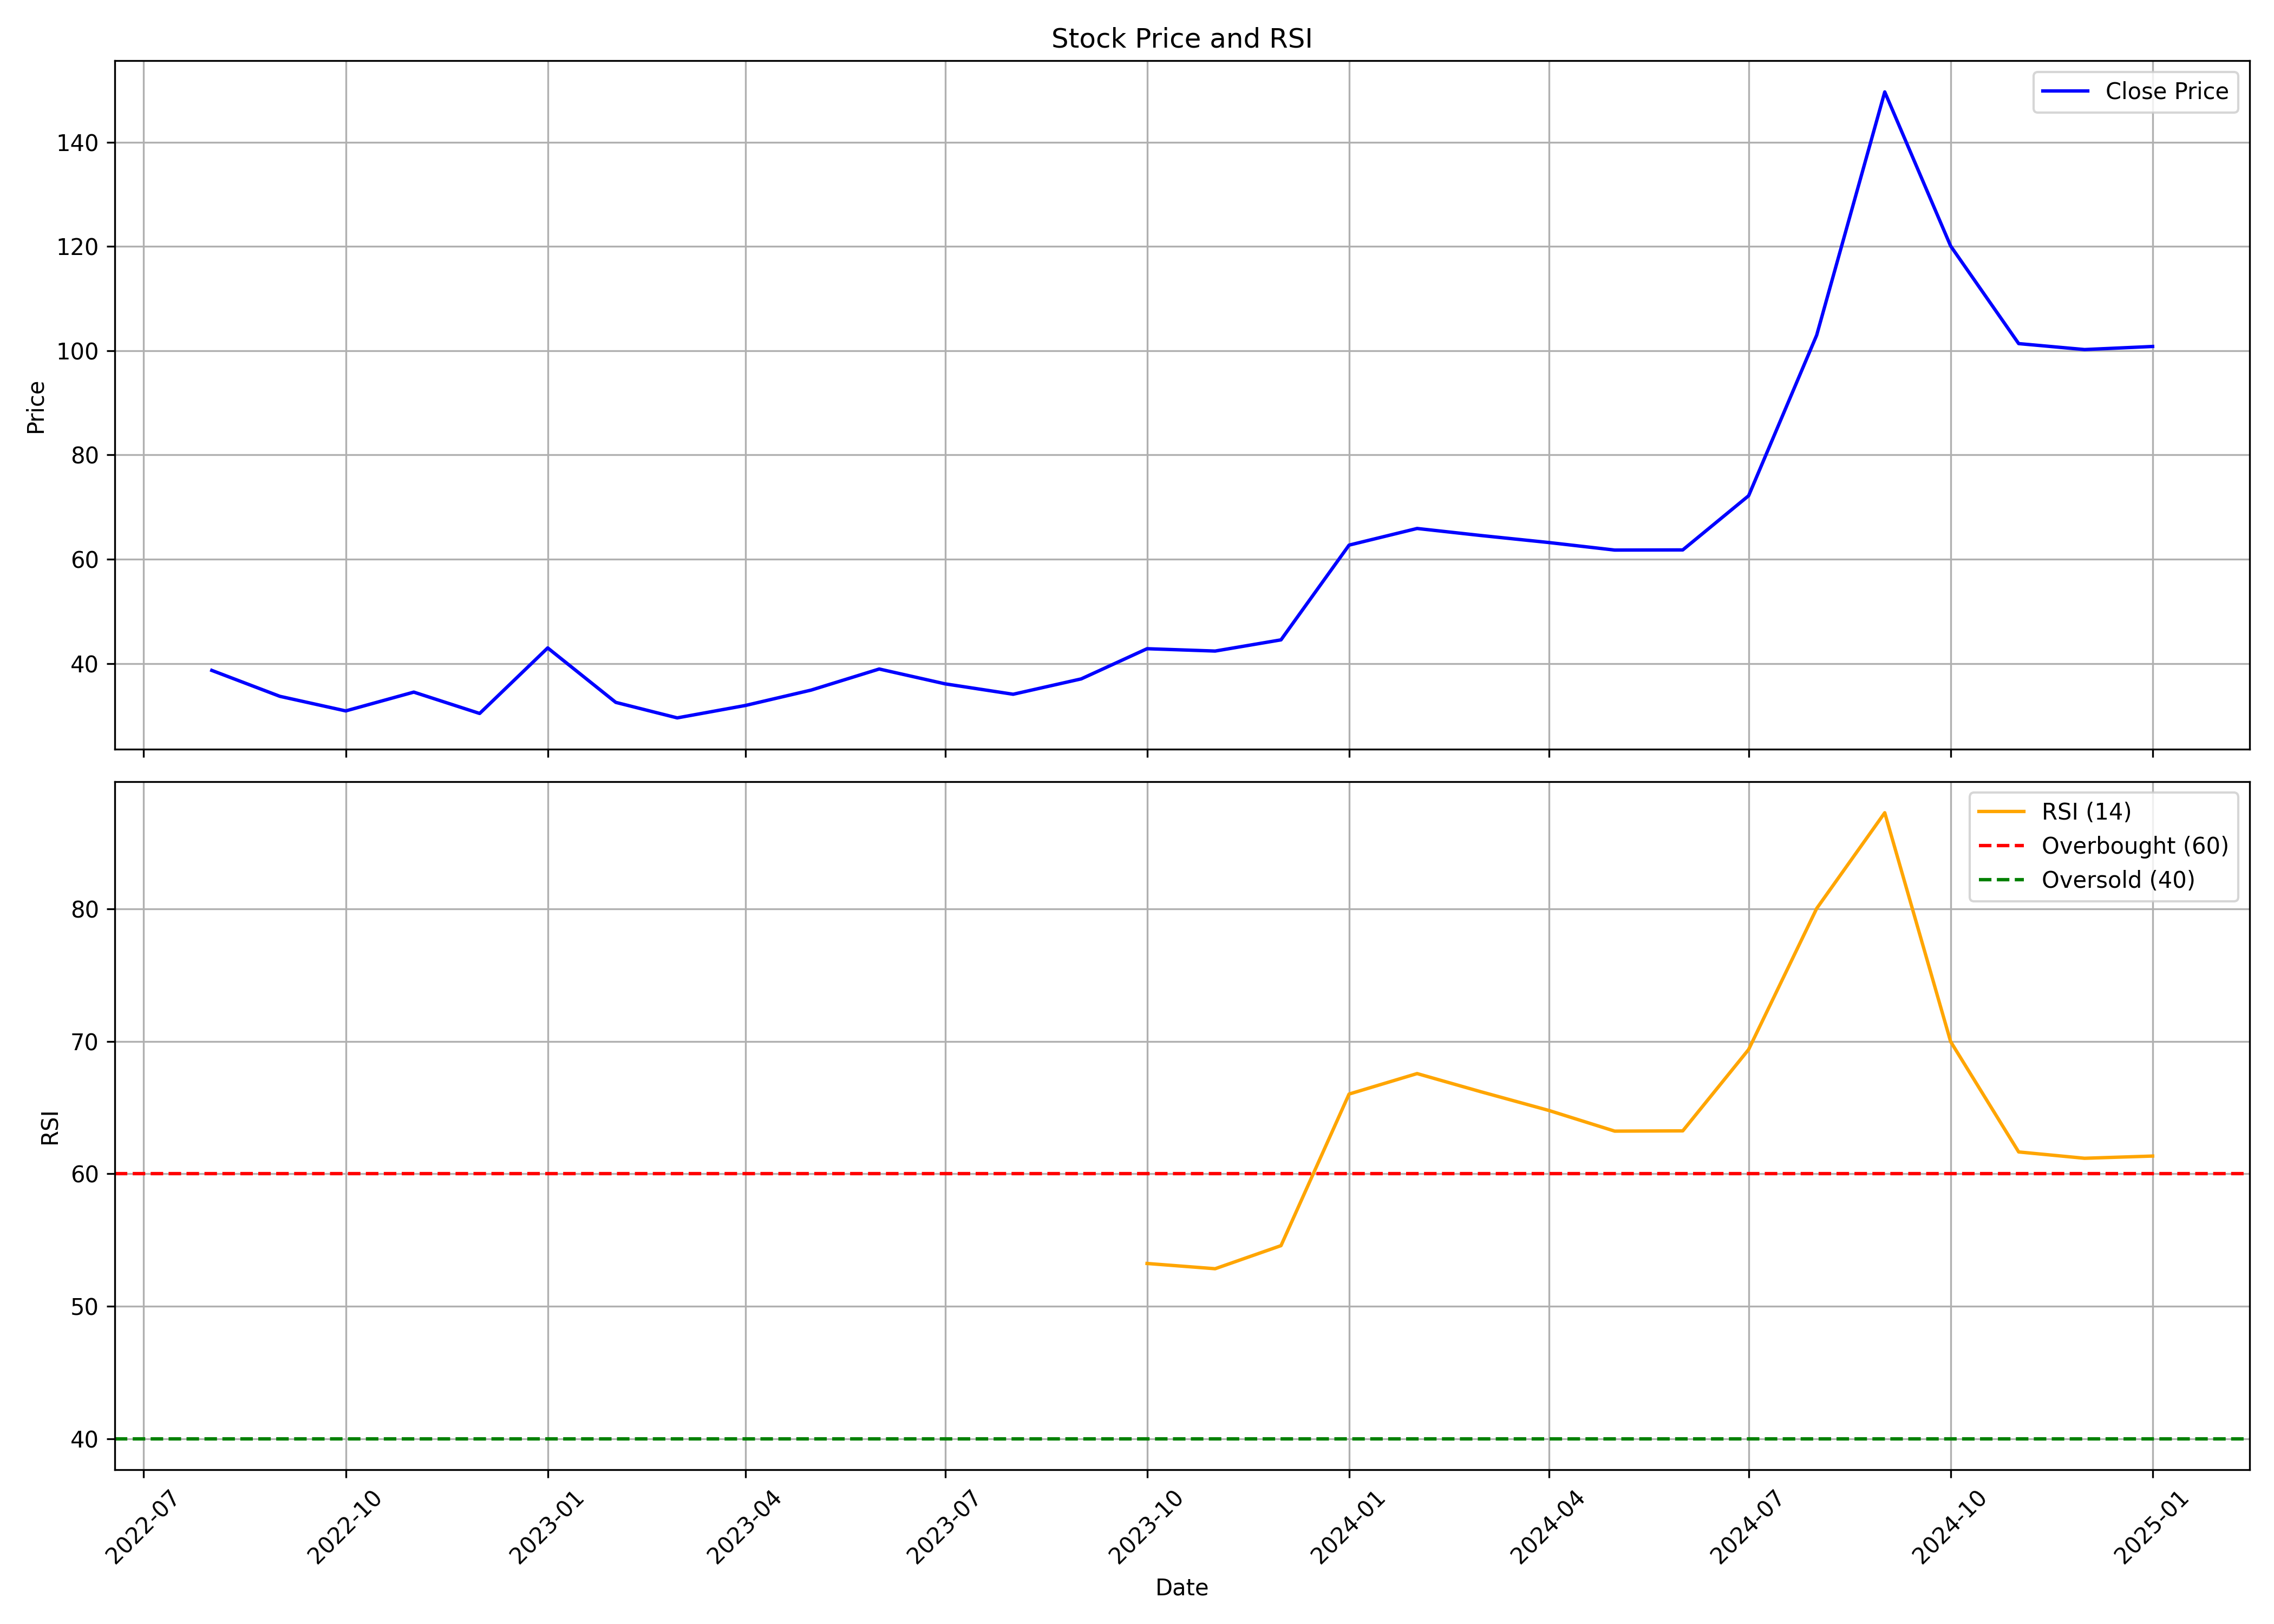 Stock Price and RSI
Close Price
140
120
100
80
60
40
Price
RSI (14)
Overbought (60)
Oversold (40)
80
70
60
50
40
RSI
2022-07
2022-10
2023-01
2023-04
2023-07
2023-10
2024-01
2024-04
2024-07
2024-10
2025-01
Date